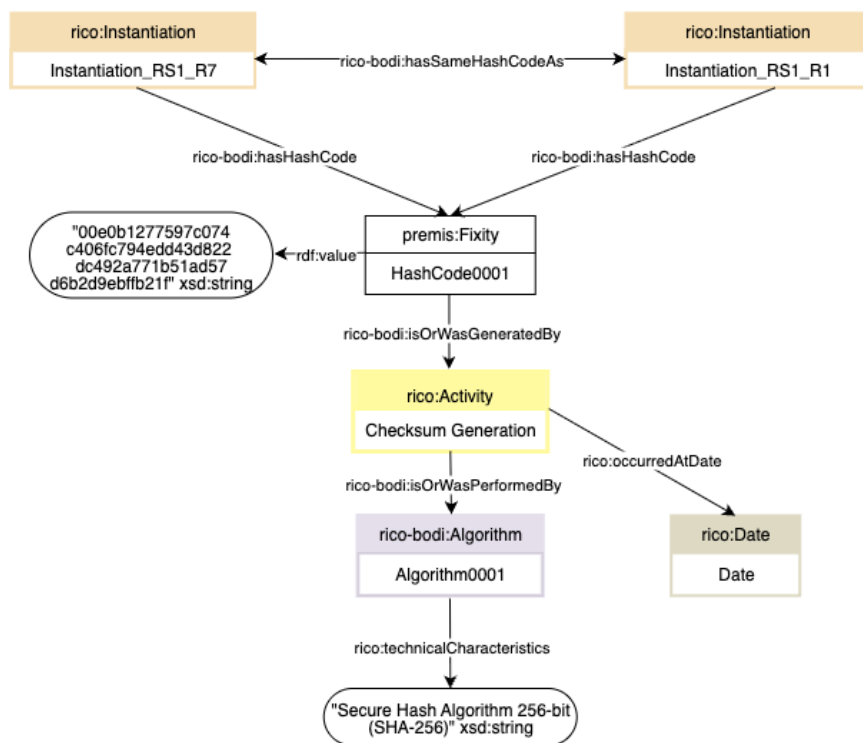 rico:Instantiation
rico:Instantiation
Instantiation_RS1_R7
rico-bodi:hasSameHashCodeAs
Instantiation_RS1_R1
rico-bodi:hasHashCode
rico-bodi:hasHashCode
"00e0b1277597c074
c406fc794edd43d822
dc492a771b51ad57
d6b2d9ebffb21f" xsd:string
rdf:value
premis:Fixity
HashCode0001
rico-bodi:isOrWasGeneratedBy
rico:Activity
Checksum Generation
rico:occurredAtDate
rico-bodi:isOrWasPerformedBy
rico-bodi:Algorithm
rico:Date
Algorithm0001
Date
rico:technicalCharacteristics
"Secure Hash Algorithm 256-bit
(SHA-256)" xsd:string